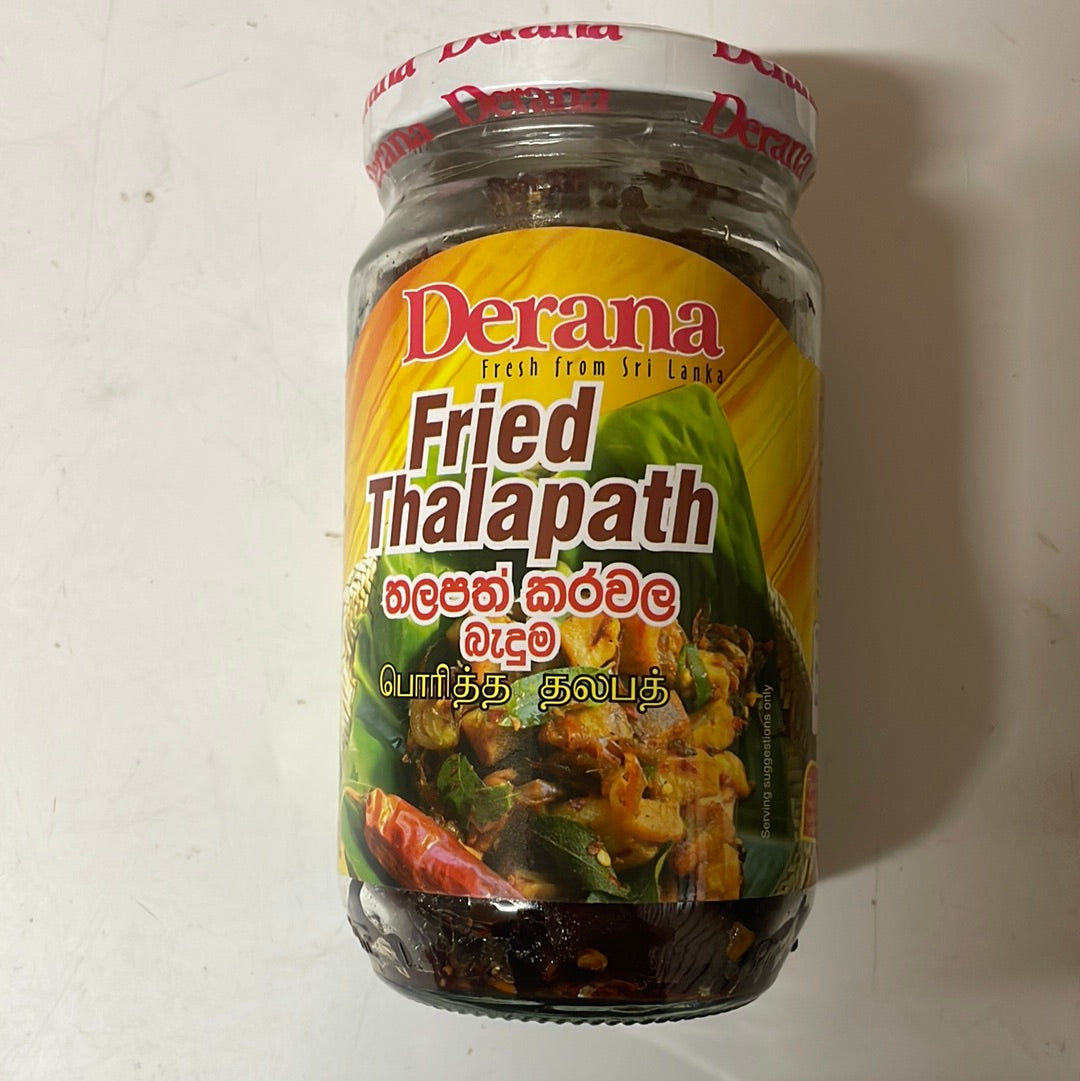 Derana
Derana Derana
Derana
Fresh from Sri Lanka
Fried
Thalapath
තලපත් කරවල
බැදුම
பொரித்த தலபத்
Serving suggestions only